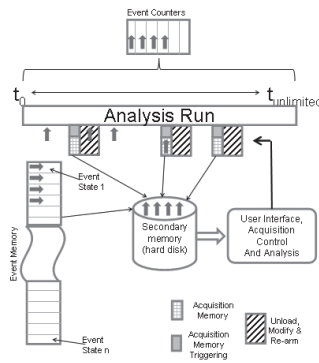 Event Counters
t0
tunlimited
Analysis Run
Event
State 1
Event Memory
Secondary
memory
(hard disk)
User Interface,
Acquisition
Control
And Analysis
Event
State n
Acquisition
Memory
Acquisition
Memory
Triggering
Unload,
Modify &
Re-arm